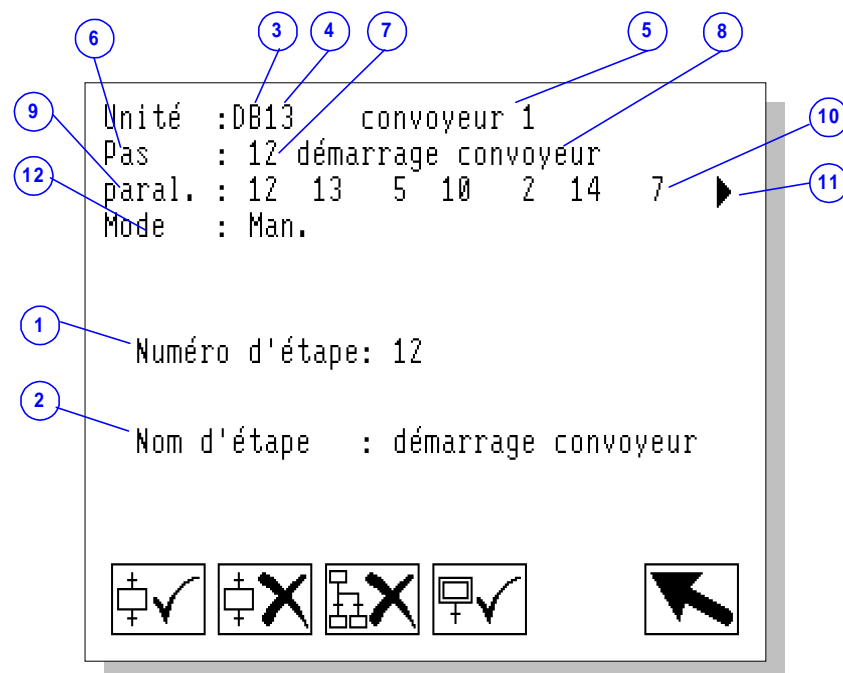 6 3 4 7 5 8
9 Unité :DB13 convoyeur 1 10
Pas : 12 démarrage convoyeur
12 paral. : 12 13 5 10 2 14 7 11
Mode : Man.
1
Numéro d'étape: 12
2
Nom d'étape : démarrage convoyeur